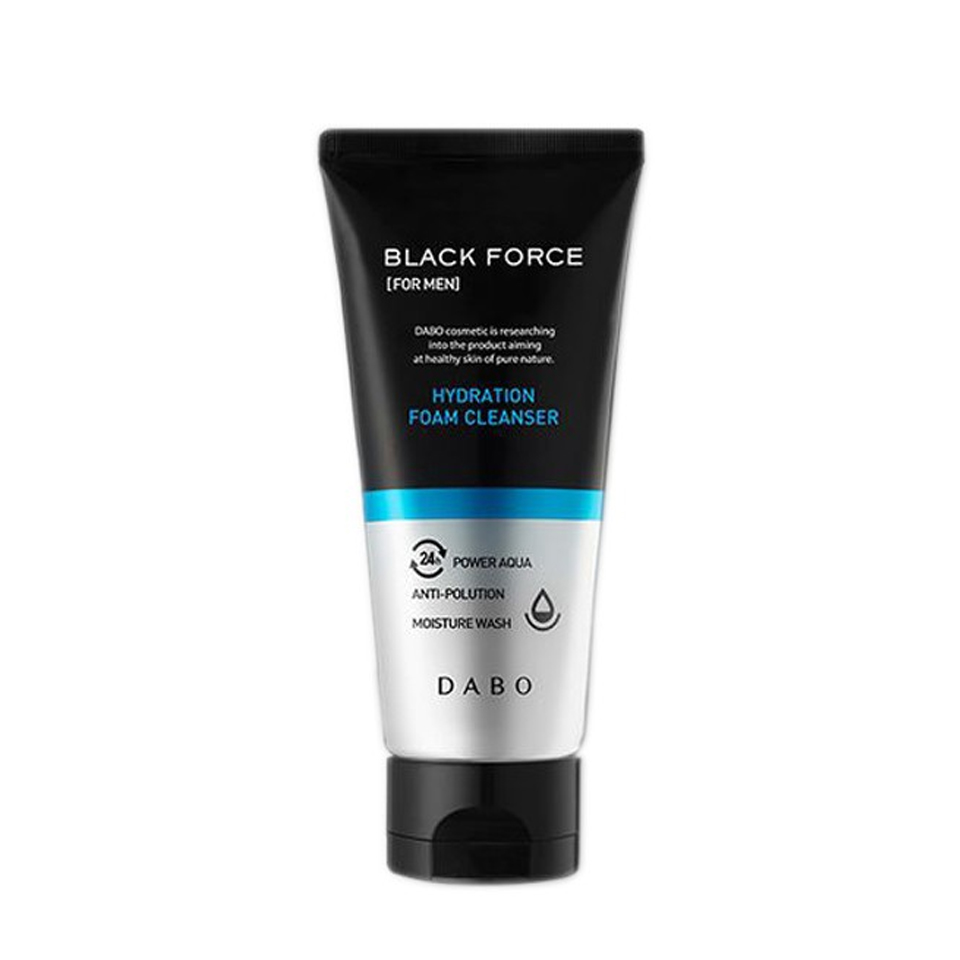 BLACK FORCE
[FOR MEN]
DABO cosmetic is researching
into the product aiming
at healthy skin of pure nature.
HYDRATION
FOAM CLEANSER
24h POWER AQUA
ANTI-POLUTION
MOISTURE WASH
DABO